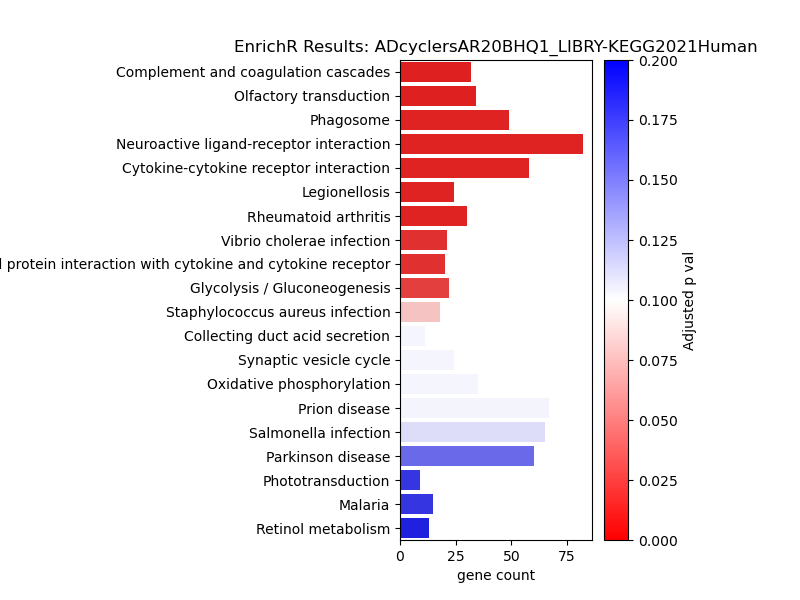 EnrichR Results: ADcyclersAR20BHQ1_LIBRY-KEGG2021Human
Complement and coagulation cascades
Olfactory transduction
Phagosome
Neuroactive ligand-receptor interaction
Cytokine-cytokine receptor interaction
Legionellosis
Rheumatoid arthritis
Vibrio cholerae infection
protein interaction with cytokine and cytokine receptor
Glycolysis / Gluconeogenesis
Staphylococcus aureus infection
Collecting duct acid secretion
Synaptic vesicle cycle
Oxidative phosphorylation
Prion disease
Salmonella infection
Parkinson disease
Phototransduction
Malaria
Retinol metabolism
0 25 50 75
gene count
0.200
0.175
0.150
0.125
0.100
0.075
0.050
0.025
0.000
Adjusted p val